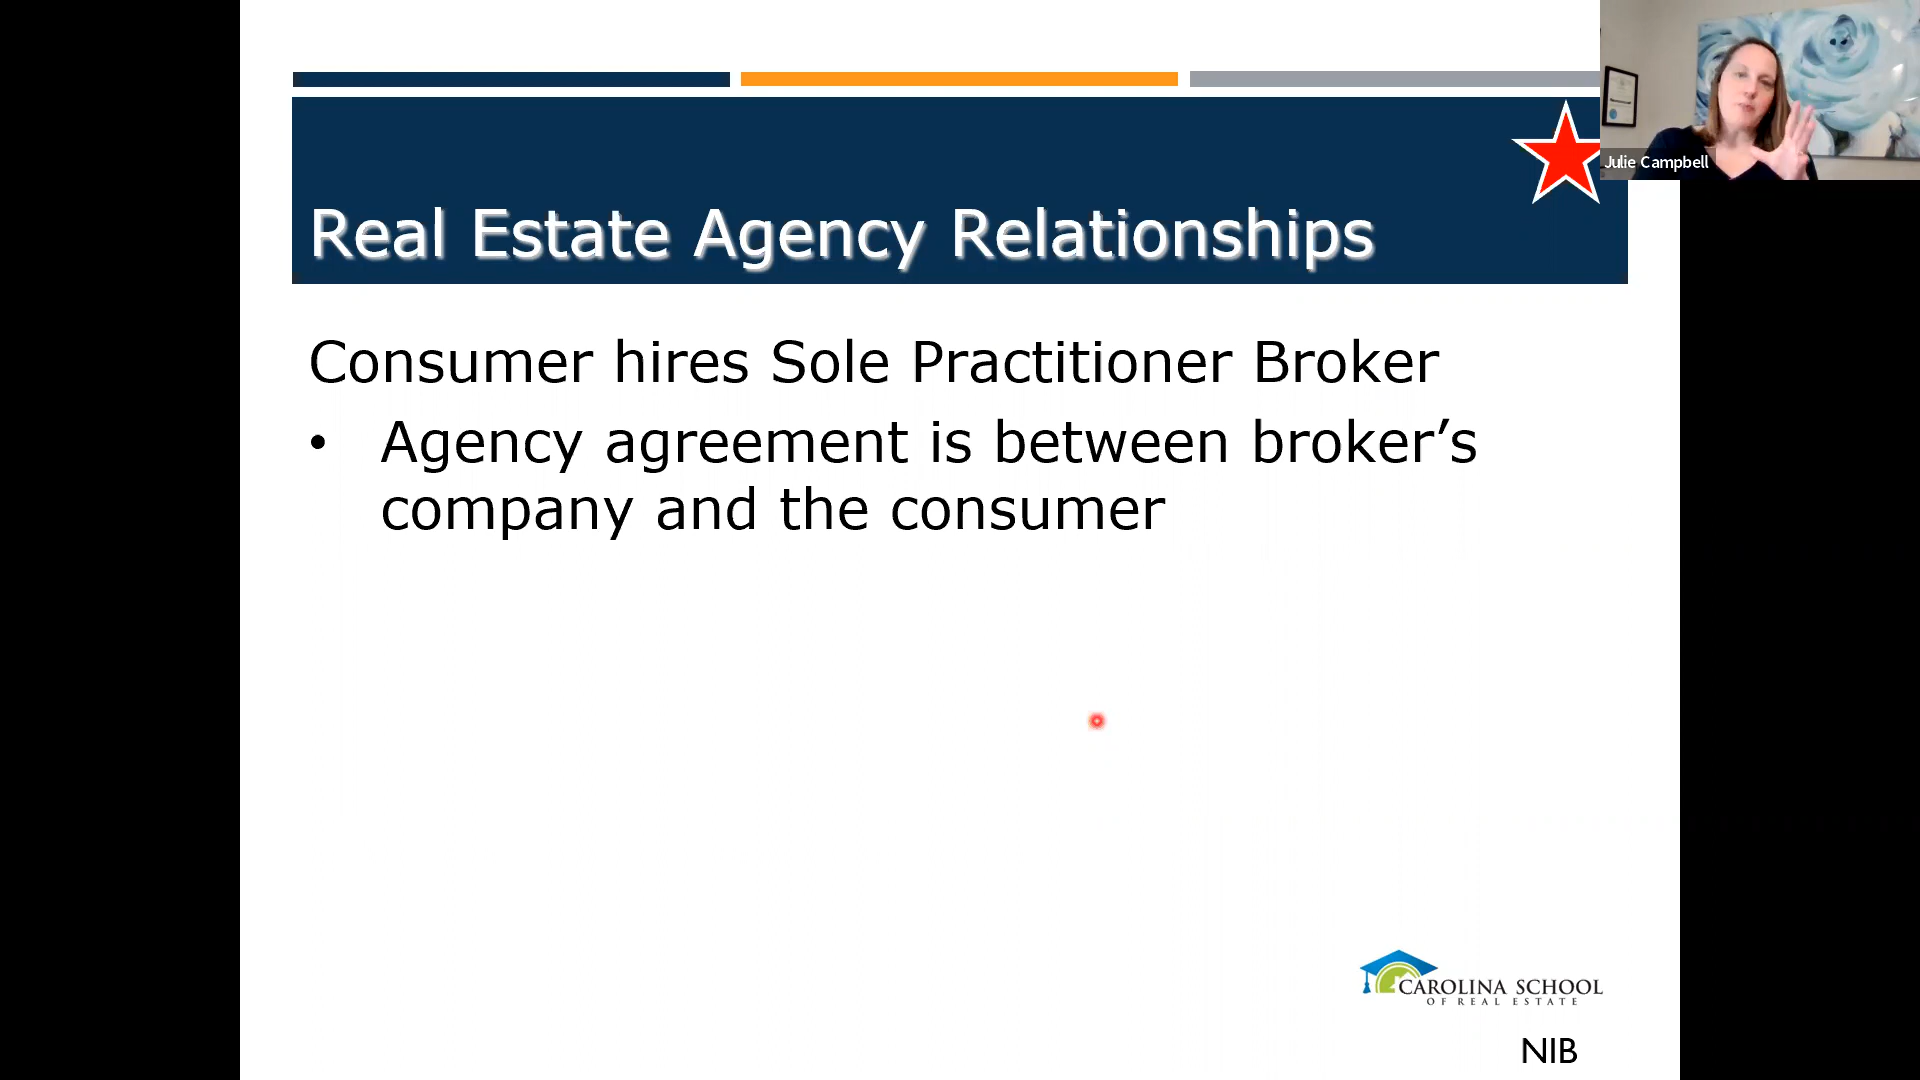 Julie Campbell
Real Estate Agency Relationships
Consumer hires Sole Practitioner Broker
• Agency agreement is between broker’s
company and the consumer
CAROLINA SCHOOL
OF REAL ESTATE
NIB